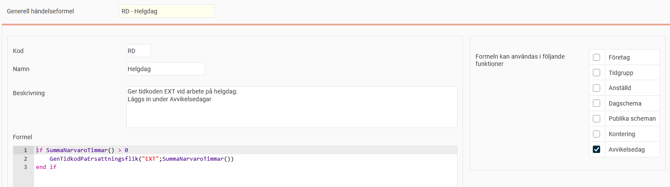 Generell händelseformel
RD - Helgdag
Kod
RD
Namn
Helgdag
Beskrivning
Ger tidkoden EXT vid arbete på helgdag.
Läggs in under Avvikelsedagar
Formel
1 if SummaNarvaroTimmar() > 0
2 GenTidkodPaErsattningsflik("EXT";SummaNarvaroTimmar())
3 end if
Formeln kan användas i följande
funktioner
Företag
Tidgrupp
Anställd
Dagschema
Publika scheman
Kontering
Avvikelsedag